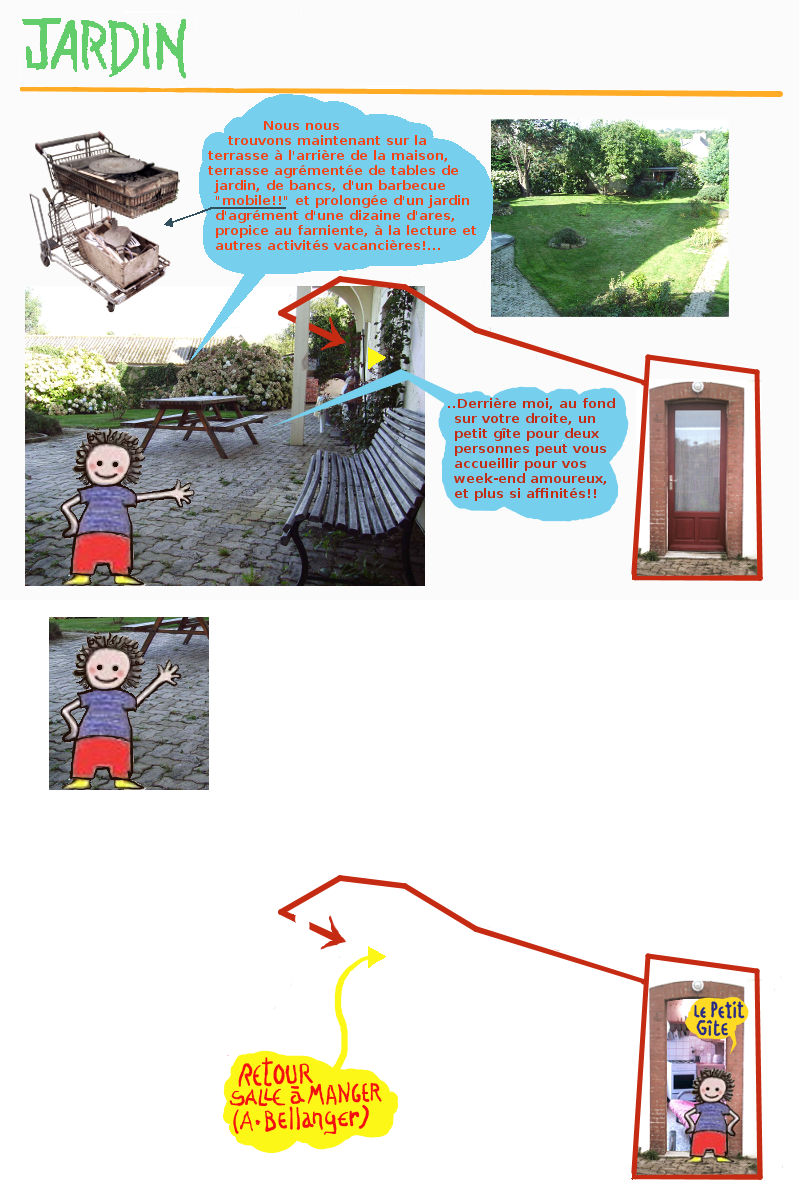 JARDIN
Nous nous
trouvons maintenant sur la
terrasse à l'arrière de la maison,
terrasse agrémentée de tables de
jardin, de bancs, d'un barbecue
"mobile!!" et prolongée d'un jardin
d'agrément d'une dizaine d'ares,
propice au farniente, à la lecture et
autres activités vacancières!...
..Derrière moi, au fond
sur votre droite, un
petit gîte pour deux
personnes peut vous
accueillir pour vos
week-end amoureux,
et plus si affinités!!
LE PETIT
GÎTE
RETOUR
SALLE à MANGER
(A.Bellanger)